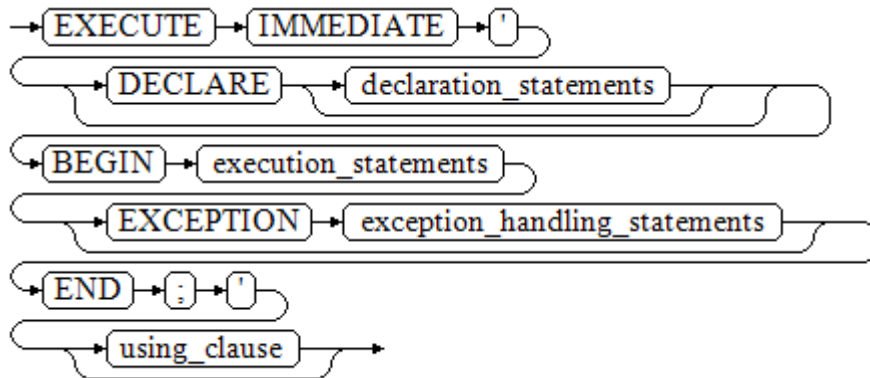 EXECUTE IMMEDIATE '
DECLARE declaration_statements
BEGIN execution_statements
EXCEPTION exception_handling_statements
END ; '
using_clause